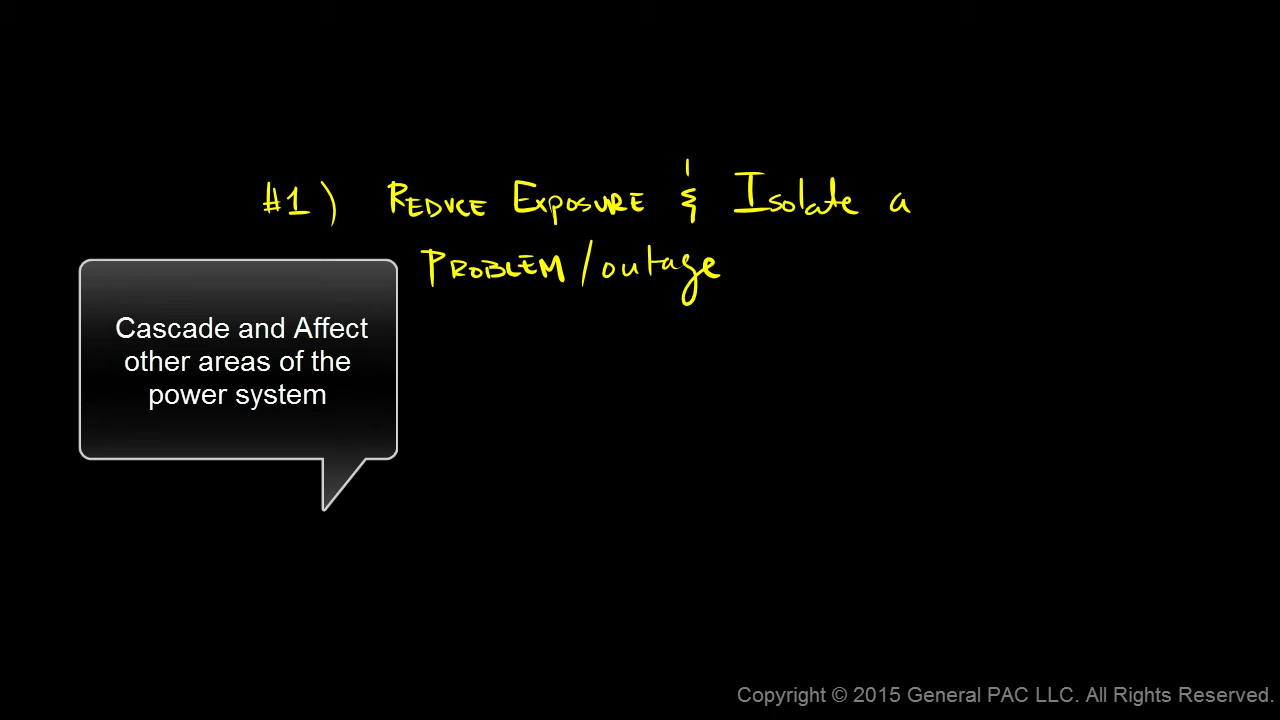 #1) REDUCE EXPOSURE & Isolate a
PROBLEM/outage
Cascade and Affect
other areas of the
power system
Copyright © 2015 General PAC LLC. All Rights Reserved.